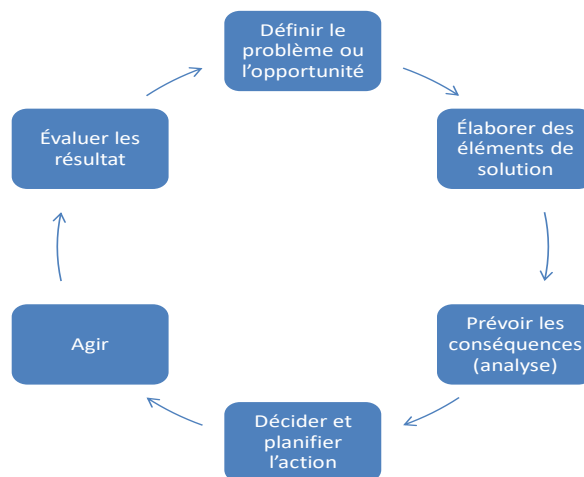 Définir le
problème ou
l’opportunité
Élaborer des
éléments de
solution
Prévoir les
conséquences
(analyse)
Décider et
planifier
l’action
Agir
Évaluer les
résultat